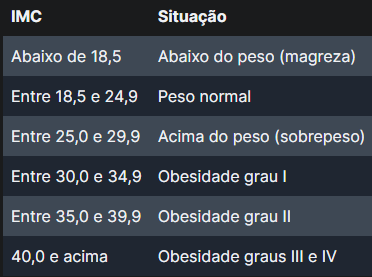 IMC Situação
Abaixo de 18,5 Abaixo do peso (magreza)
Entre 18,5 e 24,9 Peso normal
Entre 25,0 e 29,9 Acima do peso (sobrepeso)
Entre 30,0 e 34,9 Obesidade grau I
Entre 35,0 e 39,9 Obesidade grau II
40,0 e acima Obesidade graus III e IV